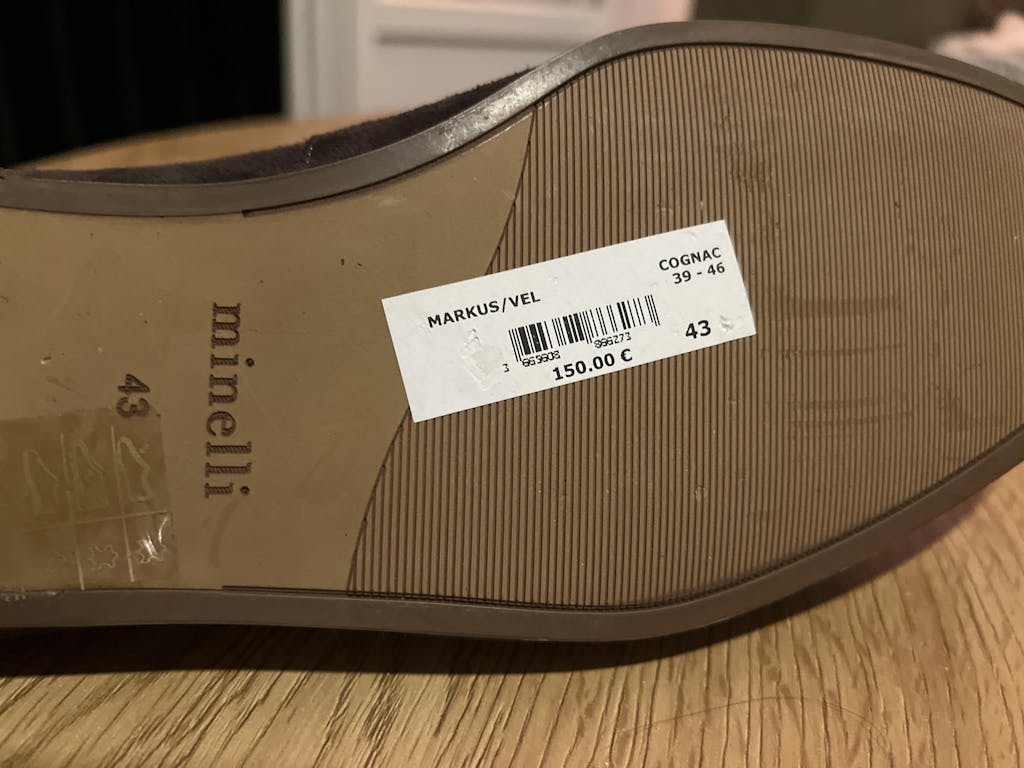 MARKUS/VEL
COGNAC
39 - 46
43
150.00 €
minelli
43